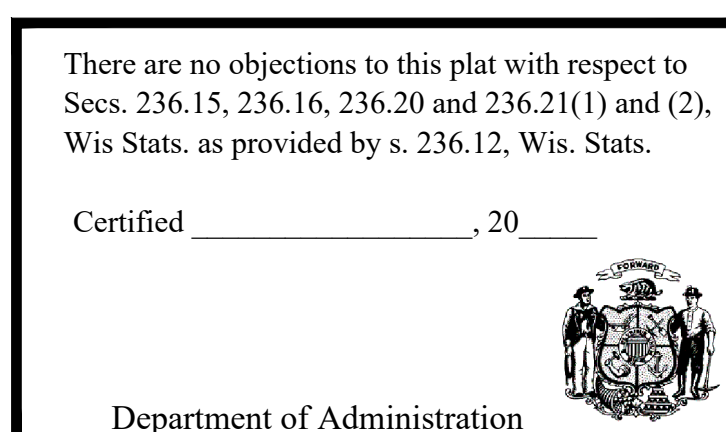 There are no objections to this plat with respect to
Secs. 236.15, 236.16, 236.20 and 236.21(1) and (2),
Wis Stats. as provided by s. 236.12, Wis. Stats.
Certified __________________, 20_____
FORWARD
Department of Administration